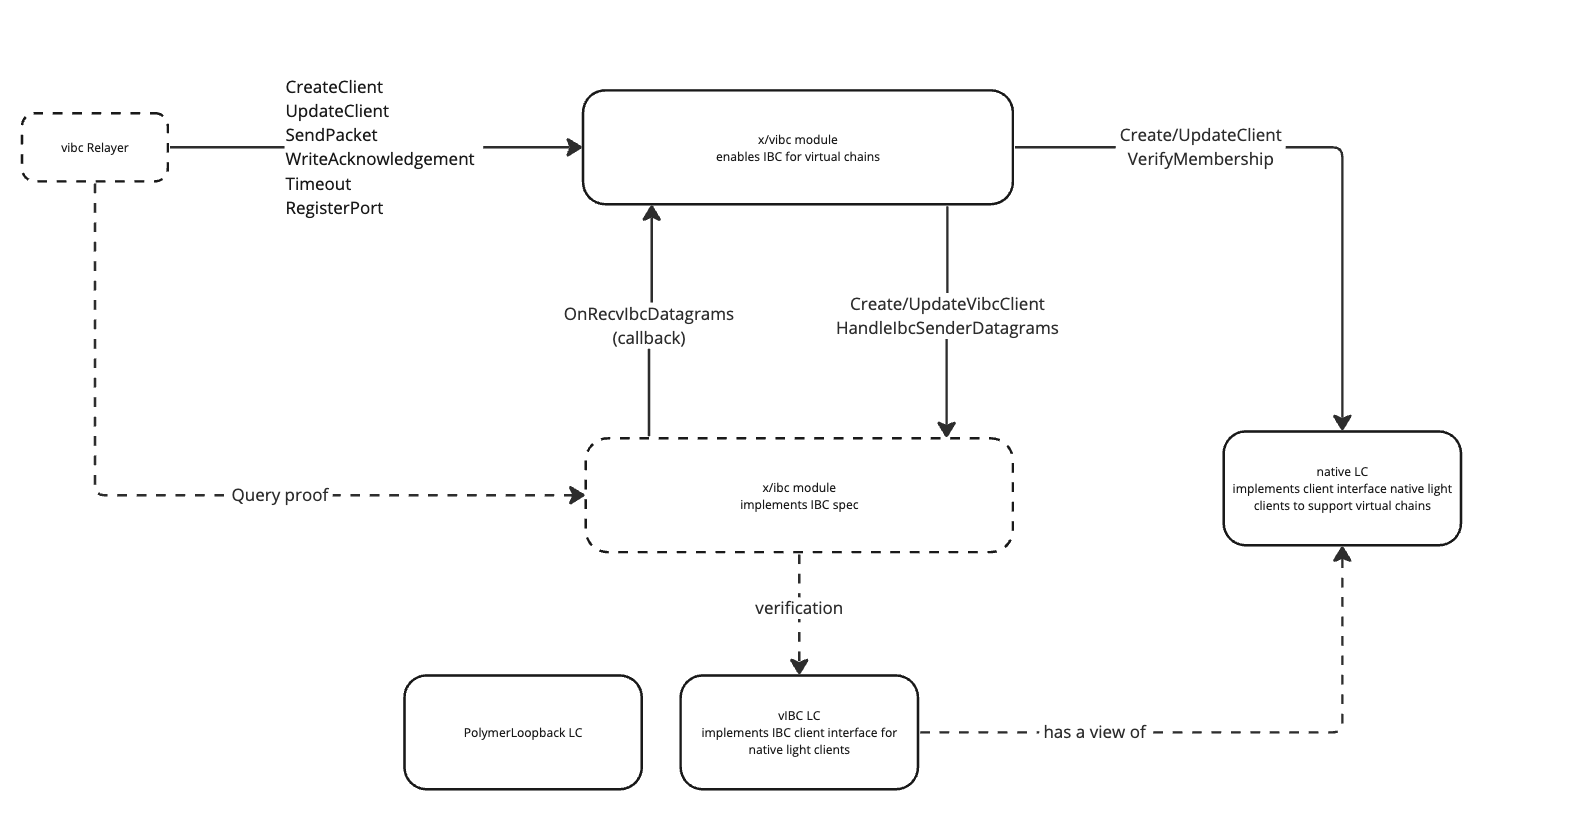 CreateClient
UpdateClient
SendPacket
WriteAcknowledgement
Timeout
RegisterPort
vibc Relayer
x/vibc module
enables IBC for virtual chains
Create/UpdateClient
VerifyMembership
OnRecvIbcDatagrams
(callback)
Create/UpdateVibcClient
HandleIbcSenderDatagrams
Query proof
x/ibc module
implements IBC spec
native LC
implements client interface native light
clients to support virtual chains
verification
PolymerLoopback LC
vIBC LC
implements IBC client interface for
native light clients
has a view of